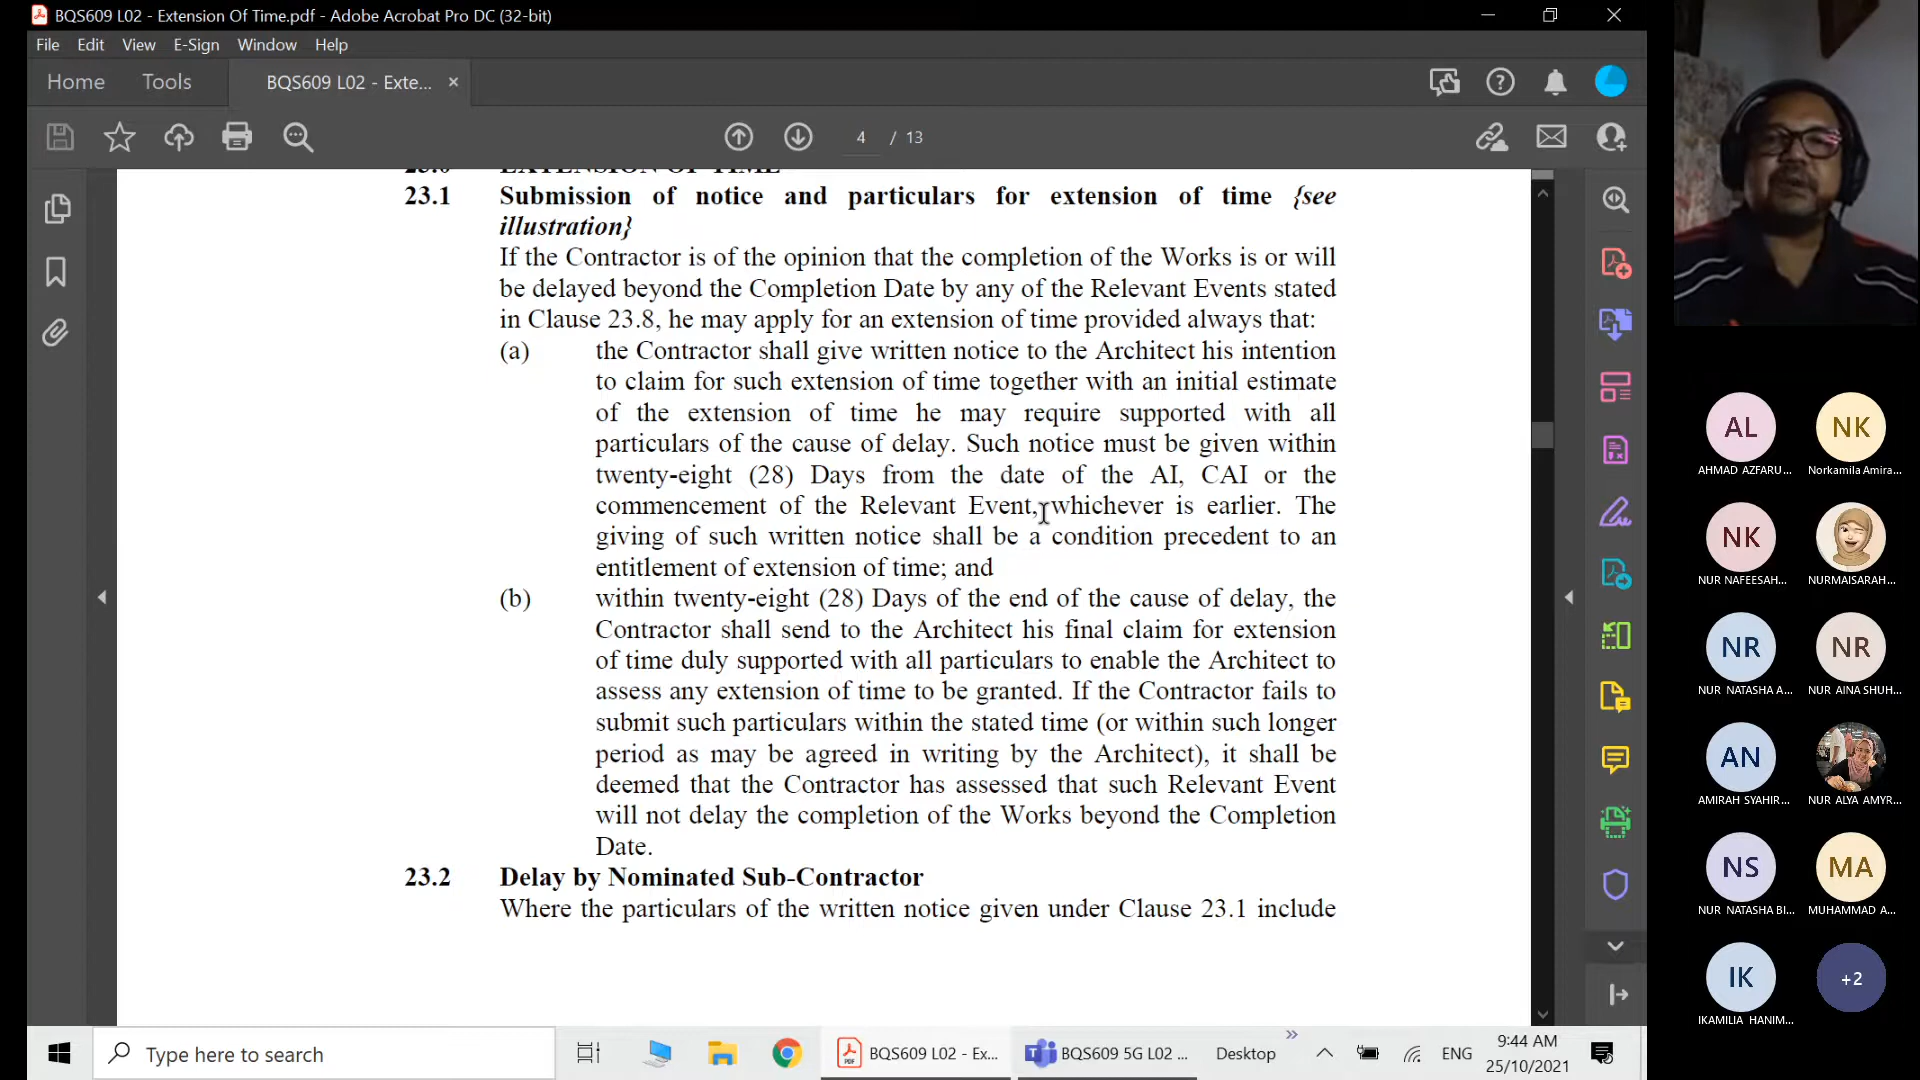 BQS609 L02 - Extension Of Time.pdf - Adobe Acrobat Pro DC (32-bit)
File Edit View E-Sign Window Help
Home Tools BQS609 L02 - Exte... ×
4 / 13
23.0 EXTENSION OF TIME
23.1 Submission of notice and particulars for extension of time {see
illustration}
If the Contractor is of the opinion that the completion of the Works is or will
be delayed beyond the Completion Date by any of the Relevant Events stated
in Clause 23.8, he may apply for an extension of time provided always that:
(a) the Contractor shall give written notice to the Architect his intention
to claim for such extension of time together with an initial estimate
of the extension of time he may require supported with all
particulars of the cause of delay. Such notice must be given within
twenty-eight (28) Days from the date of the AI, CAI or the
commencement of the Relevant Event, whichever is earlier. The
giving of such written notice shall be a condition precedent to an
entitlement of extension of time; and
(b) within twenty-eight (28) Days of the end of the cause of delay, the
Contractor shall send to the Architect his final claim for extension
of time duly supported with all particulars to enable the Architect to
assess any extension of time to be granted. If the Contractor fails to
submit such particulars within the stated time (or within such longer
period as may be agreed in writing by the Architect), it shall be
deemed that the Contractor has assessed that such Relevant Event
will not delay the completion of the Works beyond the Completion
Date.
23.2 Delay by Nominated Sub-Contractor
Where the particulars of the written notice given under Clause 23.1 include
AL NK
AHMAD AZFARU... Norkamila Amira...
NK
NUR NAFEESAH... NURMAISARAH...
NR NR
NUR NATASHA A... NUR AINA SHUH...
AN
AMIRAH SYAHIR... NUR ALYA AMYR...
NS MA
NUR NATASHA BI... MUHAMMAD A...
IK +2
IKAMILIA HANIM...
Type here to search
BQS609 L02 - Ex...
BQS609 5G L02 ...
Desktop
ENG
9:44 AM
25/10/2021